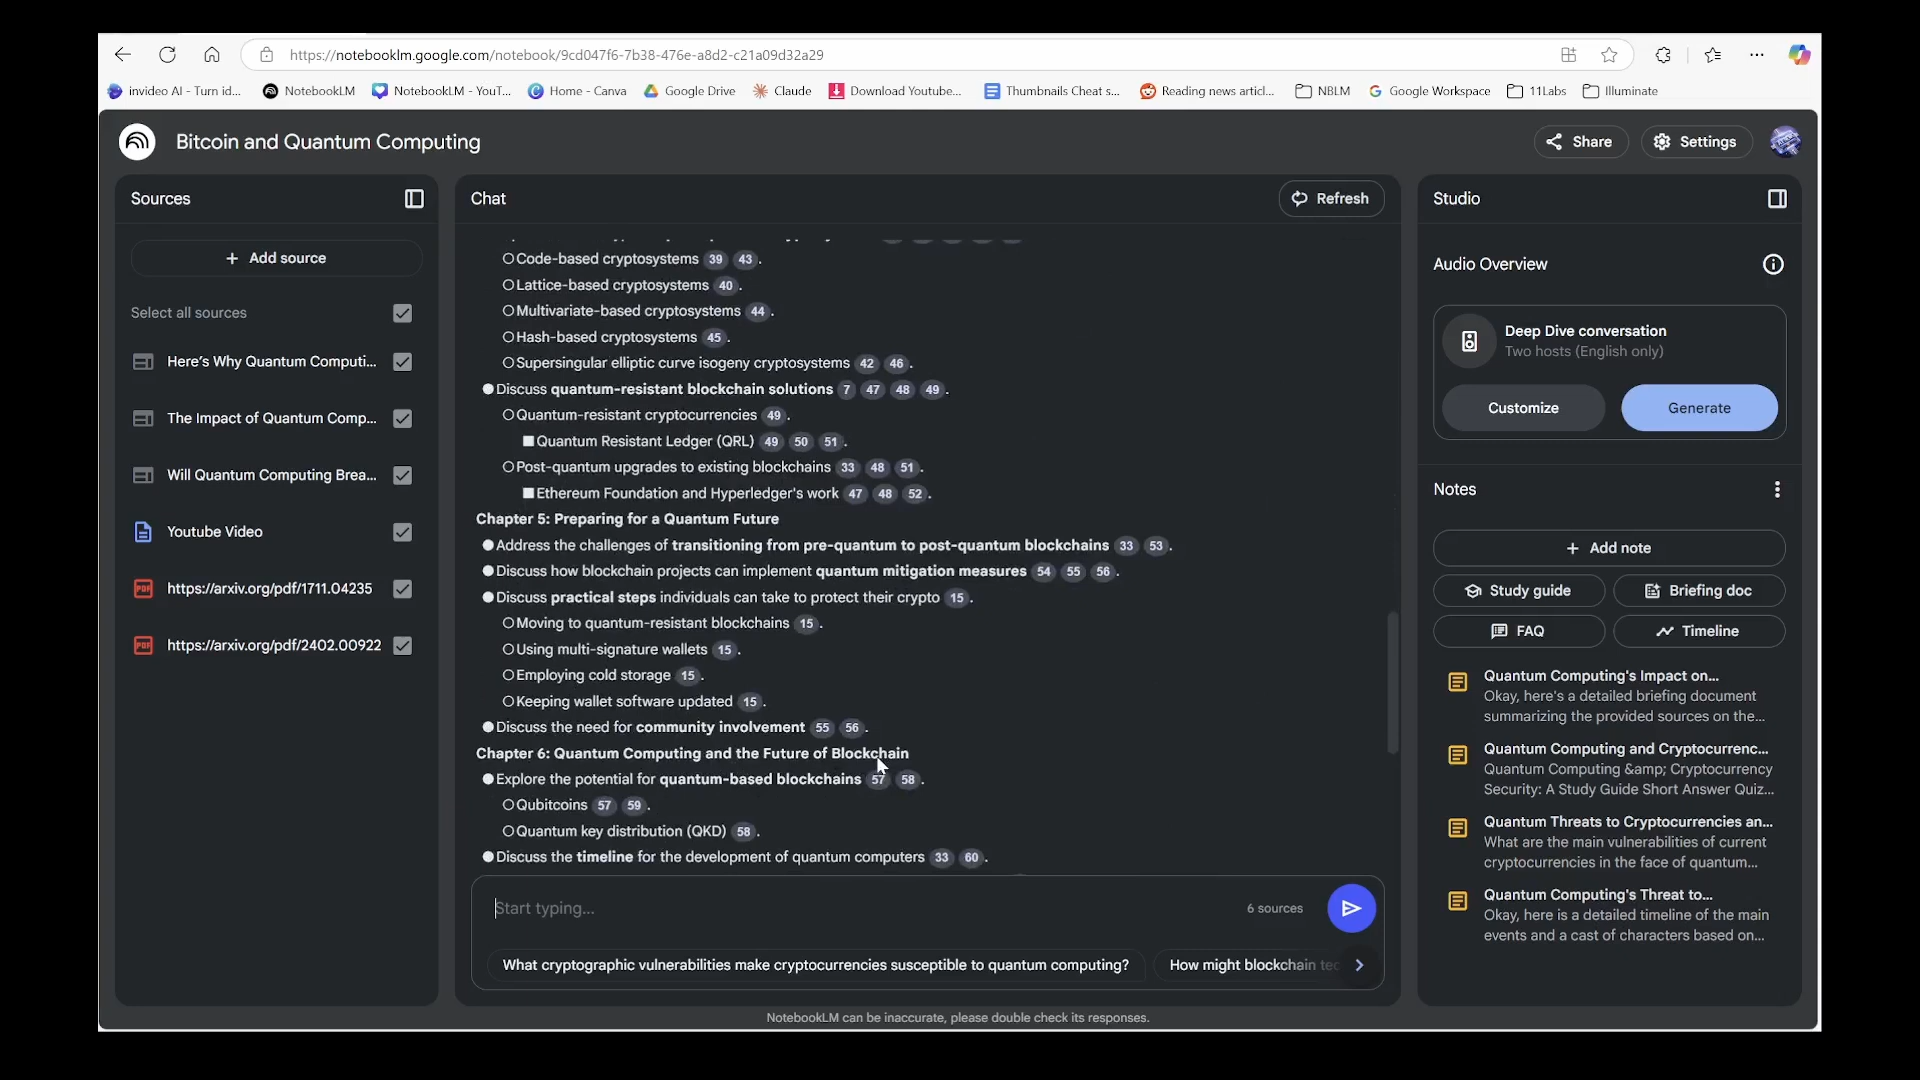 https://notebooklm.google.com/notebook/9cd047f6-7b38-476e-a8d2-c21a09d32a29
invideo AI - Turn id...
NotebookLM
NotebookLM - YouT...
Home - Canva
Google Drive
Claude
Download Youtube...
Thumbnails Cheat s...
Reading news articl...
NBLM
Google Workspace
11Labs
Illuminate
Bitcoin and Quantum Computing
Share
Settings
Sources
Add source
Select all sources
Here's Why Quantum Computi...
The Impact of Quantum Comp...
Will Quantum Computing Brea...
Youtube Video
PDF https://arxiv.org/pdf/1711.04235
PDF https://arxiv.org/pdf/2402.00922
Chat
Refresh
Code-based cryptosystems 39 43 .
Lattice-based cryptosystems 40 .
Multivariate-based cryptosystems 44 .
Hash-based cryptosystems 45 .
Supersingular elliptic curve isogeny cryptosystems 42 46 .
Discuss quantum-resistant blockchain solutions 7 47 48 49 .
Quantum-resistant cryptocurrencies 49 .
Quantum Resistant Ledger (QRL) 49 50 51 .
Post-quantum upgrades to existing blockchains 33 48 51 .
Ethereum Foundation and Hyperledger's work 47 48 52 .
Chapter 5: Preparing for a Quantum Future
Address the challenges of transitioning from pre-quantum to post-quantum blockchains 33 53 .
Discuss how blockchain projects can implement quantum mitigation measures 54 55 56 .
Discuss practical steps individuals can take to protect their crypto 15 .
Moving to quantum-resistant blockchains 15 .
Using multi-signature wallets 15 .
Employing cold storage 15 .
Keeping wallet software updated 15 .
Discuss the need for community involvement 55 56 .
Chapter 6: Quantum Computing and the Future of Blockchain
Explore the potential for quantum-based blockchains 57 58 .
Qubitcoins 57 59 .
Quantum key distribution (QKD) 58 .
Discuss the timeline for the development of quantum computers 33 60 .
Start typing...
6 sources
What cryptographic vulnerabilities make cryptocurrencies susceptible to quantum computing?
How might blockchain tec
NotebookLM can be inaccurate, please double check its responses.
Studio
Audio Overview
Deep Dive conversation
Two hosts (English only)
Customize
Generate
Notes
Add note
Study guide
Briefing doc
FAQ
Timeline
Quantum Computing's Impact on...
Okay, here's a detailed briefing document
summarizing the provided sources on the...
Quantum Computing and Cryptocurrenc...
Quantum Computing &amp; Cryptocurrency
Security: A Study Guide Short Answer Quiz...
Quantum Threats to Cryptocurrencies an...
What are the main vulnerabilities of current
cryptocurrencies in the face of quantum...
Quantum Computing's Threat to...
Okay, here is a detailed timeline of the main
events and a cast of characters based on...